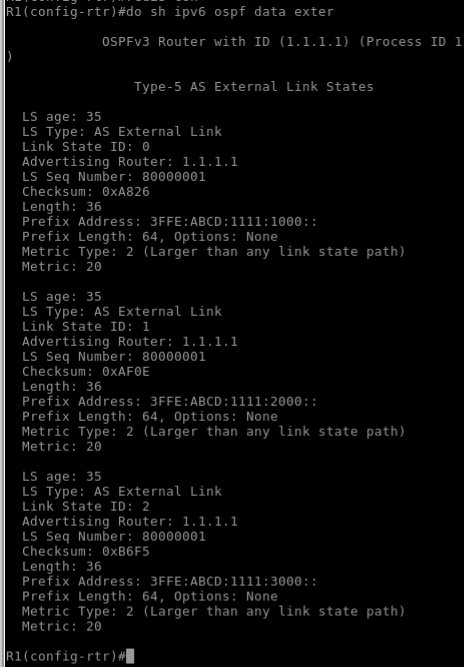 R1(config-rtr)#do sh ipv6 ospf data exter
OSPFv3 Router with ID (1.1.1.1) (Process ID 1
)
Type-5 AS External Link States
LS age: 35
LS Type: AS External Link
Link State ID: 0
Advertising Router: 1.1.1.1
LS Seq Number: 80000001
Checksum: 0xA826
Length: 36
Prefix Address: 3FFE:ABCD:1111:1000::
Prefix Length: 64, Options: None
Metric Type: 2 (Larger than any link state path)
Metric: 20
LS age: 35
LS Type: AS External Link
Link State ID: 1
Advertising Router: 1.1.1.1
LS Seq Number: 80000001
Checksum: 0xAF0E
Length: 36
Prefix Address: 3FFE:ABCD:1111:2000::
Prefix Length: 64, Options: None
Metric Type: 2 (Larger than any link state path)
Metric: 20
LS age: 35
LS Type: AS External Link
Link State ID: 2
Advertising Router: 1.1.1.1
LS Seq Number: 80000001
Checksum: 0xB6F5
Length: 36
Prefix Address: 3FFE:ABCD:1111:3000::
Prefix Length: 64, Options: None
Metric Type: 2 (Larger than any link state path)
Metric: 20
R1(config-rtr)#